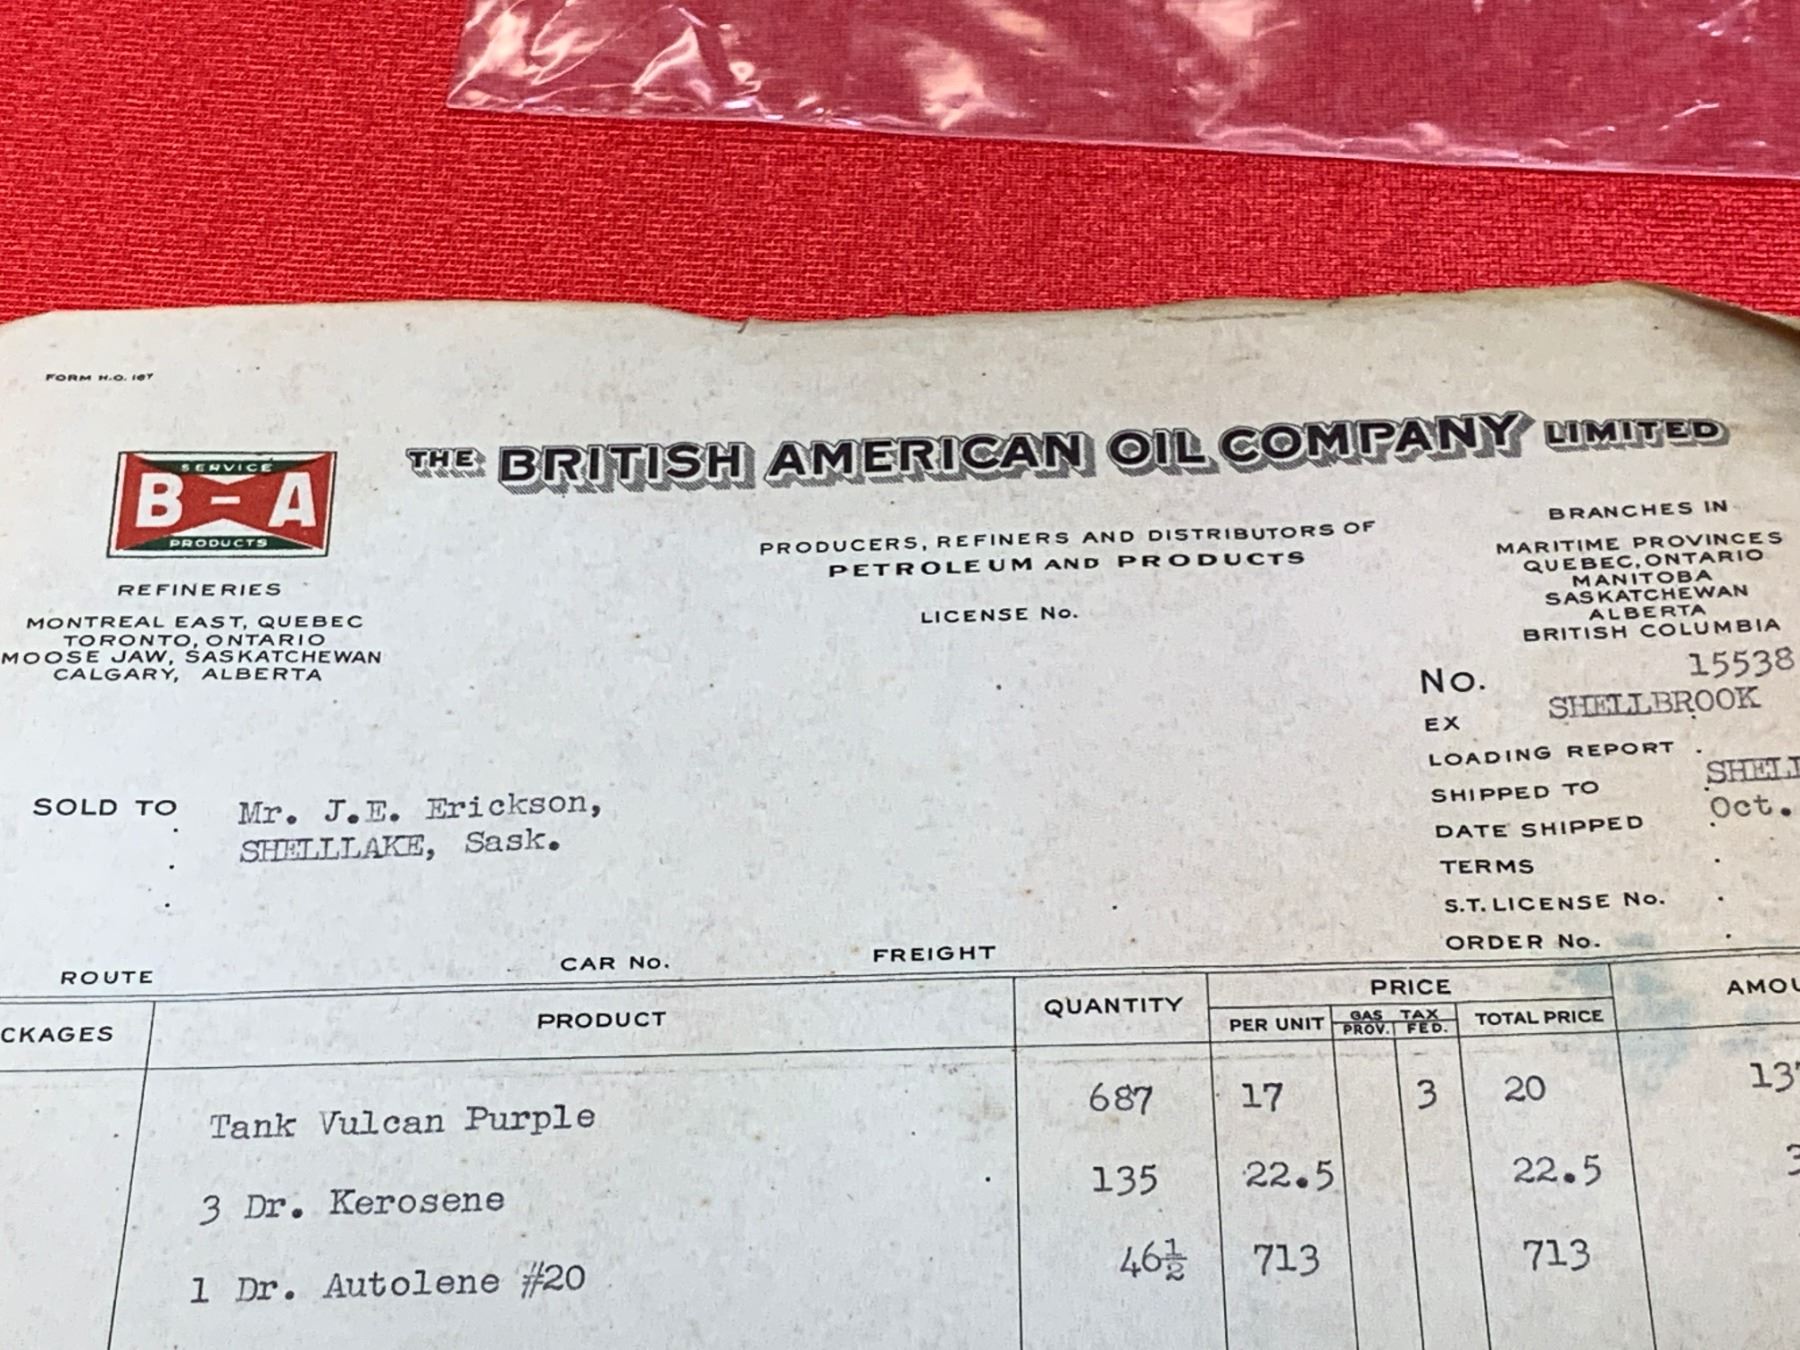 FORM H.O. 167
SERVICE
B-A
PRODUCTS
THE BRITISH AMERICAN OIL COMPANY LIMITED
PRODUCERS, REFINERS AND DISTRIBUTORS OF
PETROLEUM AND PRODUCTS
LICENSE No.
REFINERIES
MONTREAL EAST, QUEBEC
TORONTO, ONTARIO
MOOSE JAW, SASKATCHEWAN
CALGARY, ALBERTA
BRANCHES IN
MARITIME PROVINCES
QUEBEC, ONTARIO
MANITOBA
SASKATCHEWAN
ALBERTA
BRITISH COLUMBIA
No. 15538
EX SHELLBROOK
LOADING REPORT
SHIPPED TO SHELL
DATE SHIPPED Oct.
TERMS
S.T. LICENSE No.
ORDER No.
SOLD TO Mr. J.E. Erickson,
SHELLLAKE, Sask.
ROUTE CAR No. FREIGHT
CKAGES PRODUCT QUANTITY PRICE AMOU
PER UNIT GAS TAX TOTAL PRICE
PROV. FED.
Tank Vulcan Purple 687 17 3 20 137
3 Dr. Kerosene 135 22.5 22.5 3
1 Dr. Autolene #20 46½ 713 713